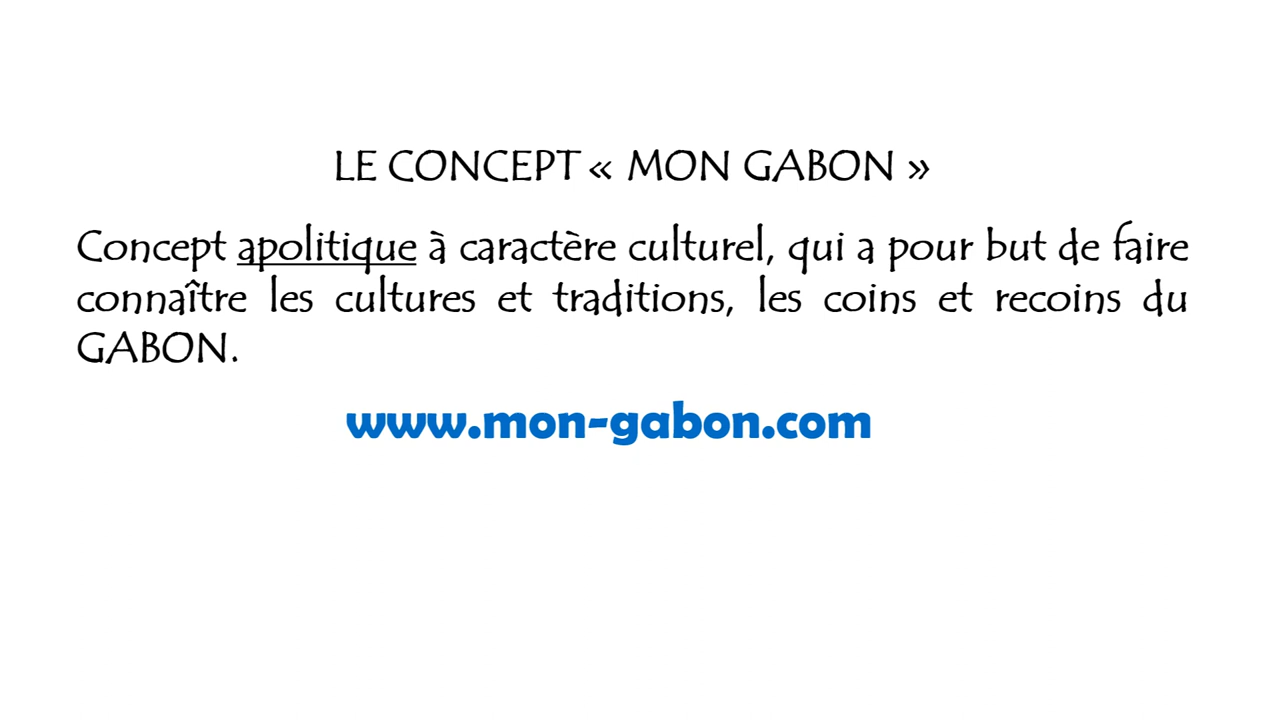 LE CONCEPT « MON GABON »
Concept apolitique à caractère culturel, qui a pour but de faire
connaître les cultures et traditions, les coins et recoins du
GABON.
www.mon-gabon.com